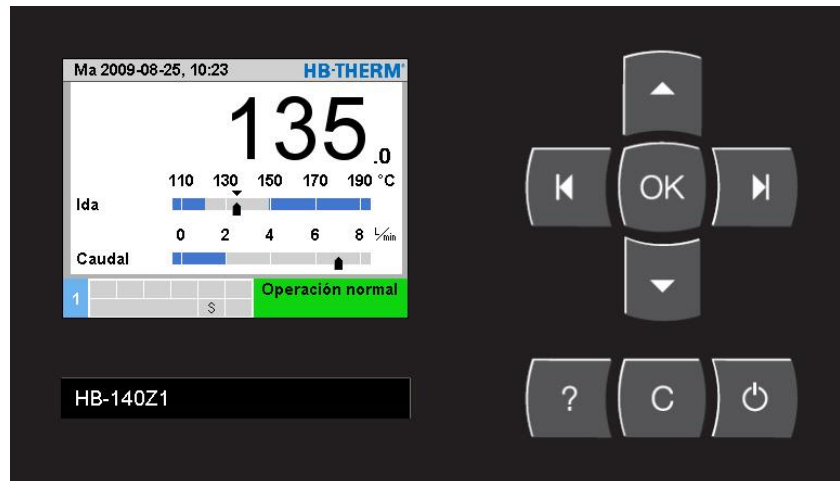 Ma 2009-08-25, 10:23 HB-THERM®
135.0
110 130 150 170 190 °C
Ida
0 2 4 6 8 L/min
Caudal
1 S Operación normal
HB-140Z1
OK
? C